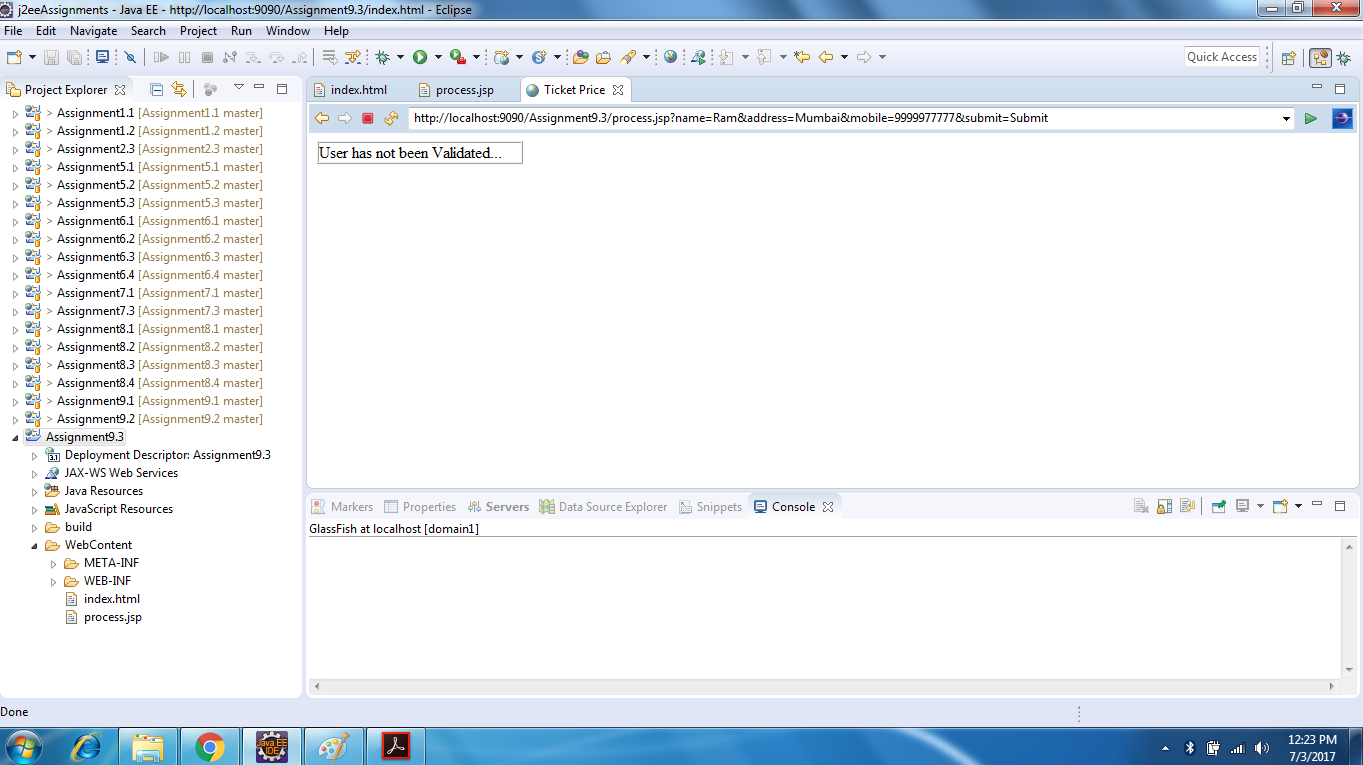 j2eeAssignments - Java EE - http://localhost:9090/Assignment9.3/index.html - Eclipse
File Edit Navigate Search Project Run Window Help
Quick Access
Project Explorer
index.html process.jsp Ticket Price
http://localhost:9090/Assignment9.3/process.jsp?name=Ram&address=Mumbai&mobile=9999977777&submit=Submit
User has not been Validated...
> Assignment1.1 [Assignment1.1 master]
> Assignment1.2 [Assignment1.2 master]
> Assignment2.3 [Assignment2.3 master]
> Assignment5.1 [Assignment5.1 master]
> Assignment5.2 [Assignment5.2 master]
> Assignment5.3 [Assignment5.3 master]
> Assignment6.1 [Assignment6.1 master]
> Assignment6.2 [Assignment6.2 master]
> Assignment6.3 [Assignment6.3 master]
> Assignment6.4 [Assignment6.4 master]
> Assignment7.1 [Assignment7.1 master]
> Assignment7.3 [Assignment7.3 master]
> Assignment8.1 [Assignment8.1 master]
> Assignment8.2 [Assignment8.2 master]
> Assignment8.3 [Assignment8.3 master]
> Assignment8.4 [Assignment8.4 master]
> Assignment9.1 [Assignment9.1 master]
> Assignment9.2 [Assignment9.2 master]
Assignment9.3
3.1 Deployment Descriptor: Assignment9.3
JAX-WS Web Services
Java Resources
JavaScript Resources
build
WebContent
META-INF
WEB-INF
index.html
process.jsp
Markers Properties Servers Data Source Explorer Snippets Console
GlassFish at localhost [domain1]
Done
Java EE
IDE
12:23 PM
7/3/2017